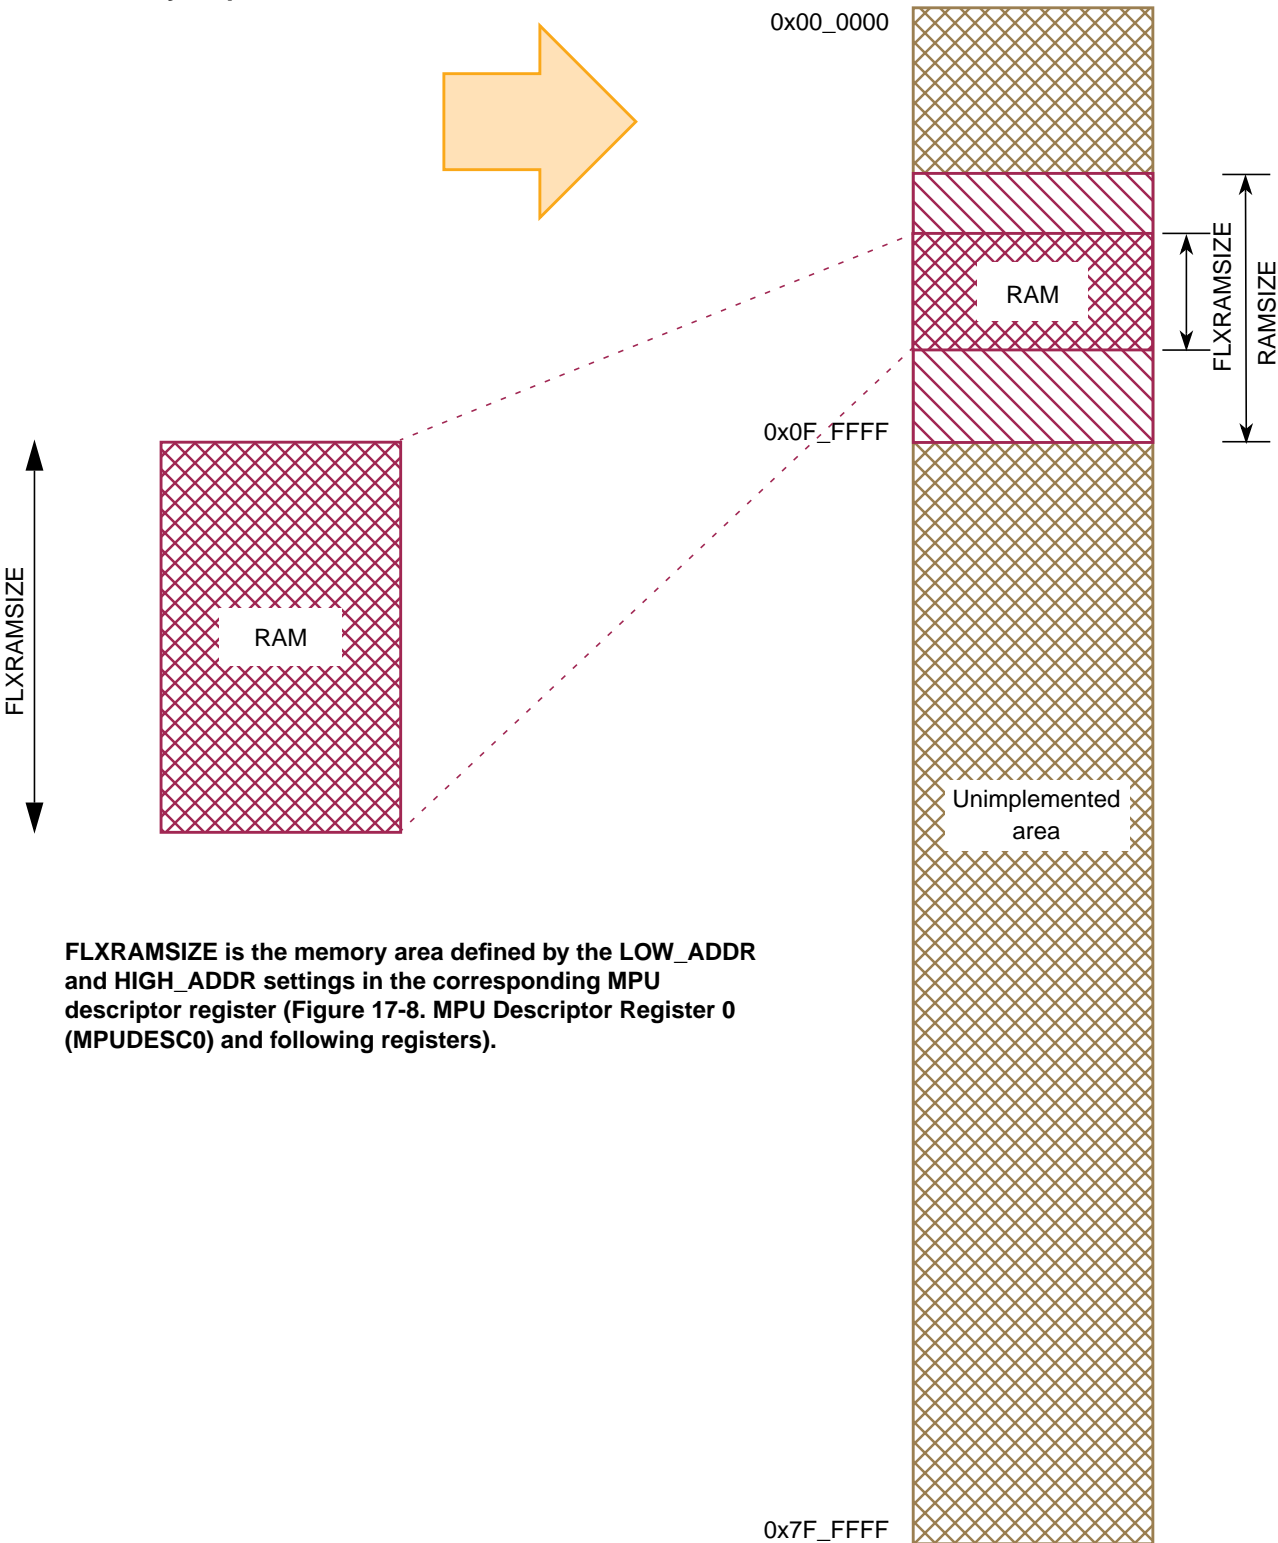 0x00_0000
FLXRAMSIZE
RAMSIZE
RAM
0x0F_FFFF
FLXRAMSIZE
RAM
Unimplemented
area
FLXRAMSIZE is the memory area defined by the LOW_ADDR
and HIGH_ADDR settings in the corresponding MPU
descriptor register (Figure 17-8. MPU Descriptor Register 0
(MPUDESC0) and following registers).
0x7F_FFFF